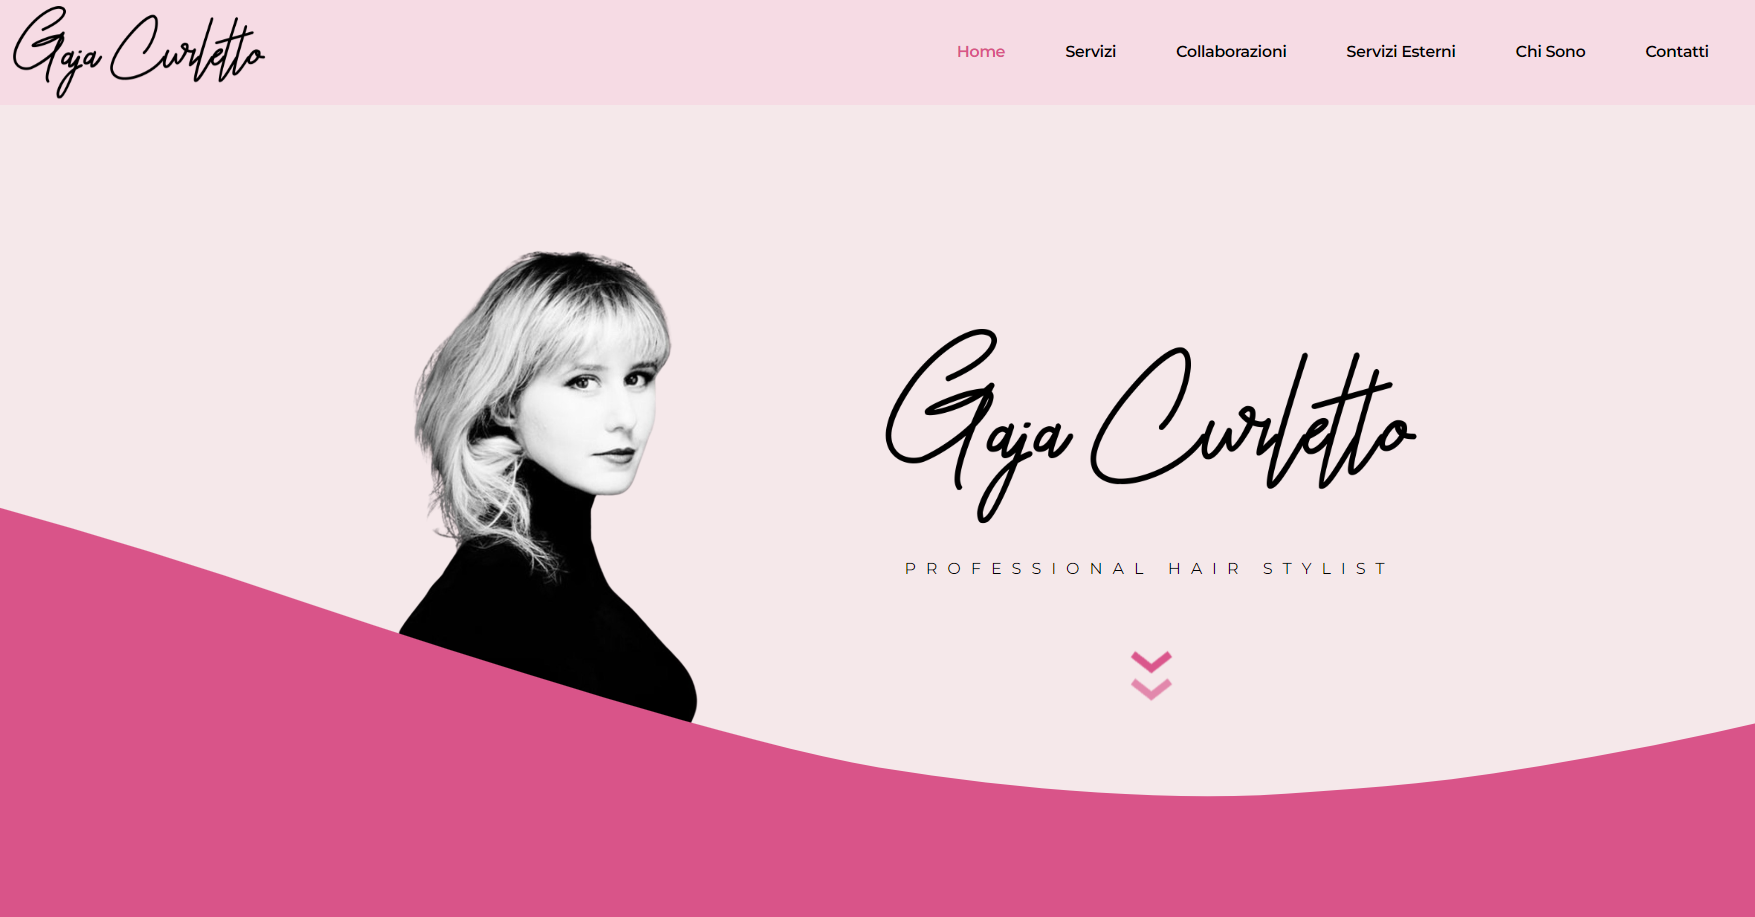 Gaja Curletto
Home Servizi Collaborazioni Servizi Esterni Chi Sono Contatti
Gaja Curletto
PROFESSIONAL HAIR STYLIST